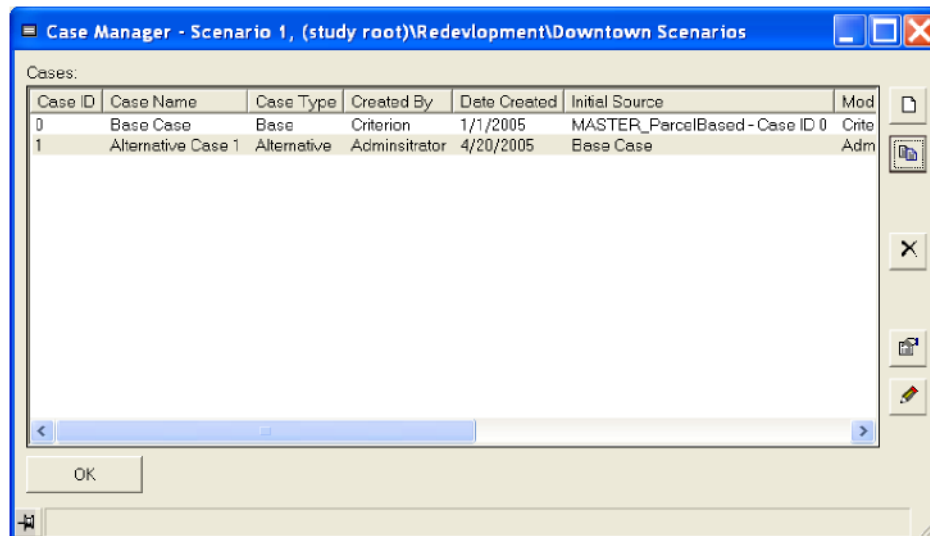 Case Manager - Scenario 1, (study root)\Redevlopment\Downtown Scenarios
Cases:
Case ID Case Name Case Type Created By Date Created Initial Source Mod
0 Base Case Base Criterion 1/1/2005 MASTER_ParcelBased - Case ID 0 Crite
1 Alternative Case 1 Alternative Adminsitrator 4/20/2005 Base Case Adm
OK